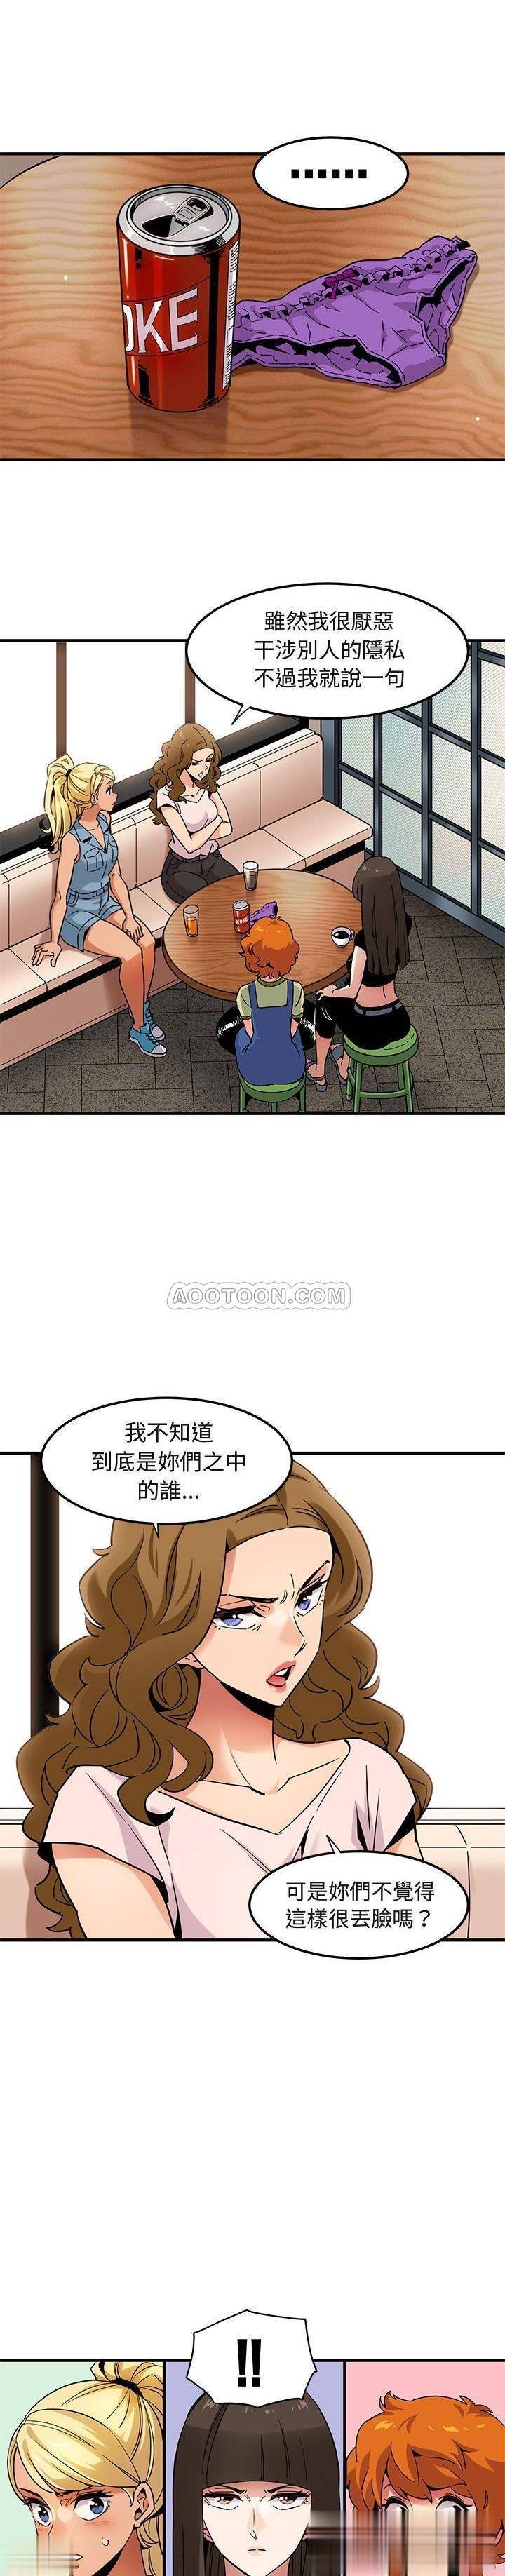 ......
OKE
雖然我很厭惡
干涉別人的隱私
不過我就說一句
AOOTOON.COM
我不知道
到底是妳們之中
的誰...
可是妳們不覺得
這樣很丟臉嗎？
!!